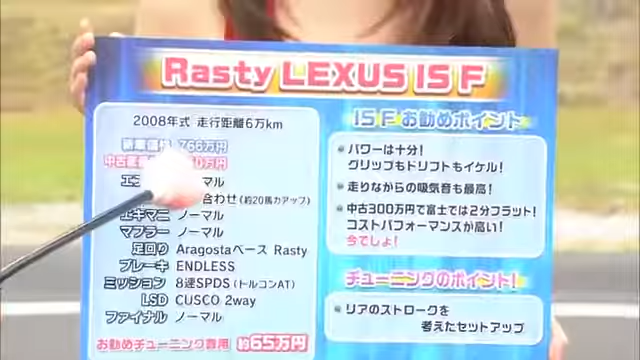 Rasty LEXUS IS F
2008年式 走行距離6万km
新車価格 766万円
中古 万円
ノーマル
合わせ(約20馬力アップ)
エキマニ ノーマル
マフラー ノーマル
足回り Aragostaベース Rasty
ブレーキ ENDLESS
ミッション 8速SPDS(トルコンAT)
LSD CUSCO 2way
ファイナル ノーマル
お勧めチューニング費用 約65万円
IS F お勧めポイント
・パワーは十分!
グリップもドリフトもイケル!
・走りながらの吸気音も最高!
・中古300万円で富士では2分フラット!
コストパフォーマンスが高い!
今でしょ!
チューニングのポイント!
・リアのストロークを
考えたセットアップ